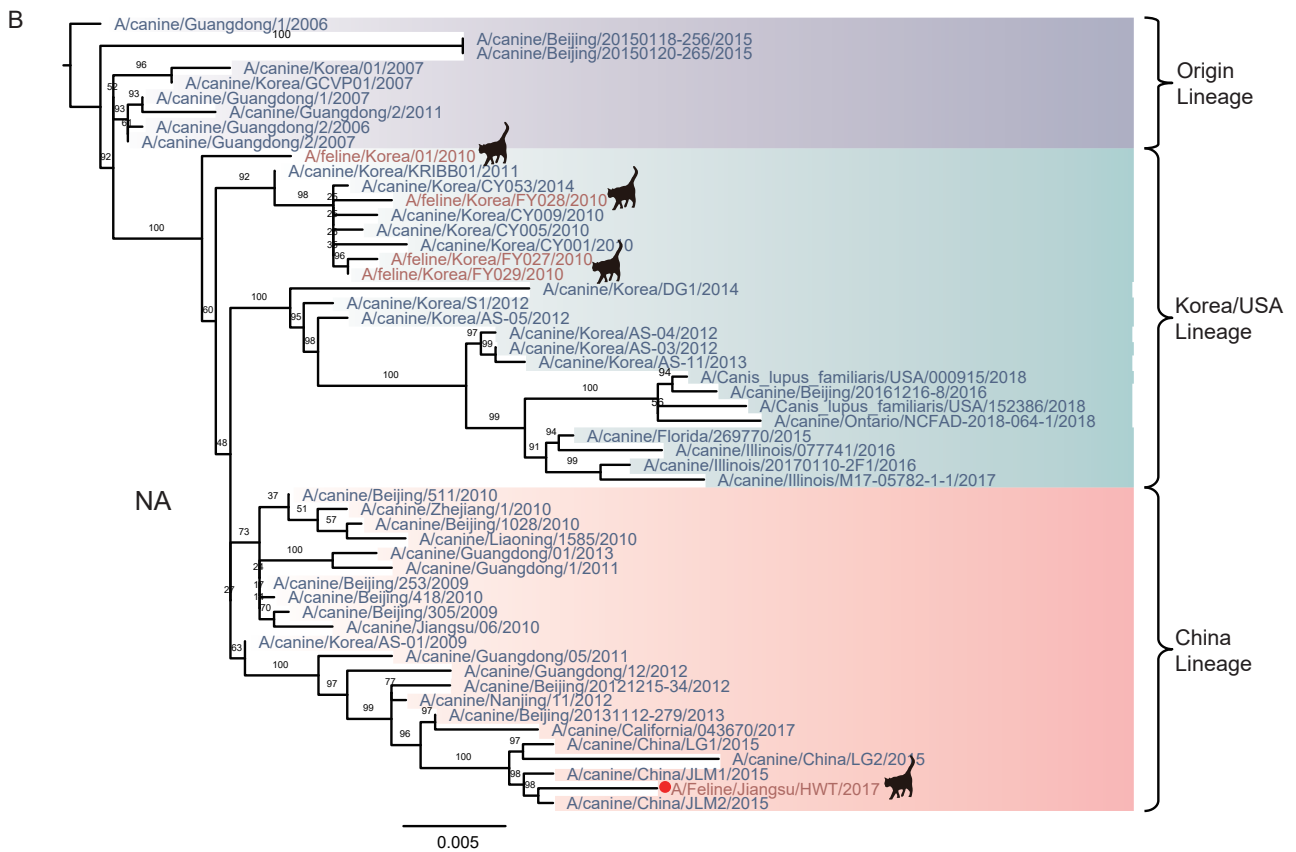 B
A/canine/Guangdong/1/2006
100
A/canine/Beijing/20150118-256/2015
A/canine/Beijing/20150120-265/2015
96
A/canine/Korea/01/2007
52
A/canine/Korea/GCVP01/2007
93
A/canine/Guangdong/1/2007
93
A/canine/Guangdong/2/2011
61
A/canine/Guangdong/2/2006
A/canine/Guangdong/2/2007
Origin
Lineage
92
A/feline/Korea/01/2010
92
A/canine/Korea/KRIBB01/2011
98
A/canine/Korea/CY053/2014
A/feline/Korea/FY028/2010
A/canine/Korea/CY009/2010
100
A/canine/Korea/CY005/2010
A/canine/Korea/CY001/2010
96
A/feline/Korea/FY027/2010
A/feline/Korea/FY029/2010
100
A/canine/Korea/DG1/2014
60
A/canine/Korea/S1/2012
95
A/canine/Korea/AS-05/2012
97
A/canine/Korea/AS-04/2012
98
99
A/canine/Korea/AS-03/2012
A/canine/Korea/AS-11/2013
100
94
A/Canis_lupus_familiaris/USA/000915/2018
100
A/canine/Beijing/20161216-8/2016
56
A/Canis_lupus_familiaris/USA/152386/2018
99
A/canine/Ontario/NCFAD-2018-064-1/2018
94
A/canine/Florida/269770/2015
48
91
A/canine/Illinois/077741/2016
99
A/canine/Illinois/20170110-2F1/2016
A/canine/Illinois/M17-05782-1-1/2017
Korea/USA
Lineage
NA
37
A/canine/Beijing/511/2010
51
A/canine/Zhejiang/1/2010
57
A/canine/Beijing/1028/2010
73
A/canine/Liaoning/1585/2010
100
A/canine/Guangdong/01/2013
A/canine/Guangdong/1/2011
27
A/canine/Beijing/253/2009
A/canine/Beijing/418/2010
70
A/canine/Beijing/305/2009
A/canine/Jiangsu/06/2010
63
A/canine/Korea/AS-01/2009
100
A/canine/Guangdong/05/2011
97
A/canine/Guangdong/12/2012
77
A/canine/Beijing/20121215-34/2012
99
A/canine/Nanjing/11/2012
97
A/canine/Beijing/20131112-279/2013
96
A/canine/California/043670/2017
97
A/canine/China/LG1/2015
100
A/canine/China/LG2/2015
98
A/canine/China/JLM1/2015
98
A/Feline/Jiangsu/HWT/2017
A/canine/China/JLM2/2015
China
Lineage
0.005